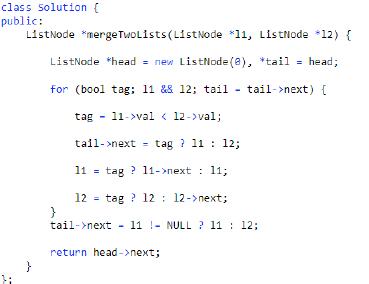 class Solution {
public:
    ListNode *mergeTwoLists(ListNode *l1, ListNode *l2) {
        ListNode *head = new ListNode(0), *tail = head;
        for (bool tag; l1 && l2; tail = tail->next) {
            tag = l1->val < l2->val;
            tail->next = tag ? l1 : l2;
            l1 = tag ? l1->next : l1;
            l2 = tag ? l2 : l2->next;
        }
        tail->next = l1 != NULL ? l1 : l2;
        return head->next;
    }
};